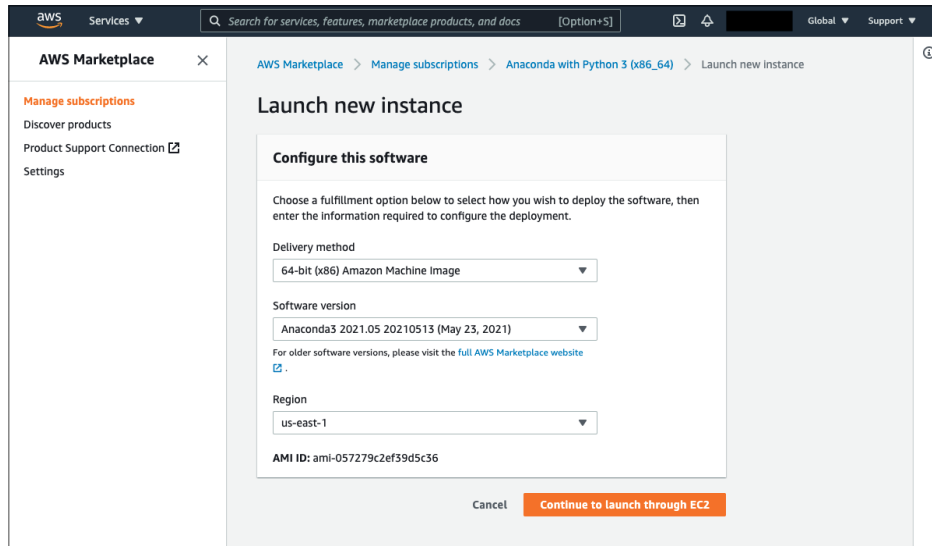 aws Services ▼ Search for services, features, marketplace products, and docs [Option+S] Global ▼ Support ▼
AWS Marketplace
Manage subscriptions
Discover products
Product Support Connection
Settings
AWS Marketplace > Manage subscriptions > Anaconda with Python 3 (x86_64) > Launch new instance
Launch new instance
Configure this software
Choose a fulfillment option below to select how you wish to deploy the software, then
enter the information required to configure the deployment.
Delivery method
64-bit (x86) Amazon Machine Image
Software version
Anaconda3 2021.05 20210513 (May 23, 2021)
For older software versions, please visit the full AWS Marketplace website
.
Region
us-east-1
AMI ID: ami-057279c2ef39d5c36
Cancel Continue to launch through EC2